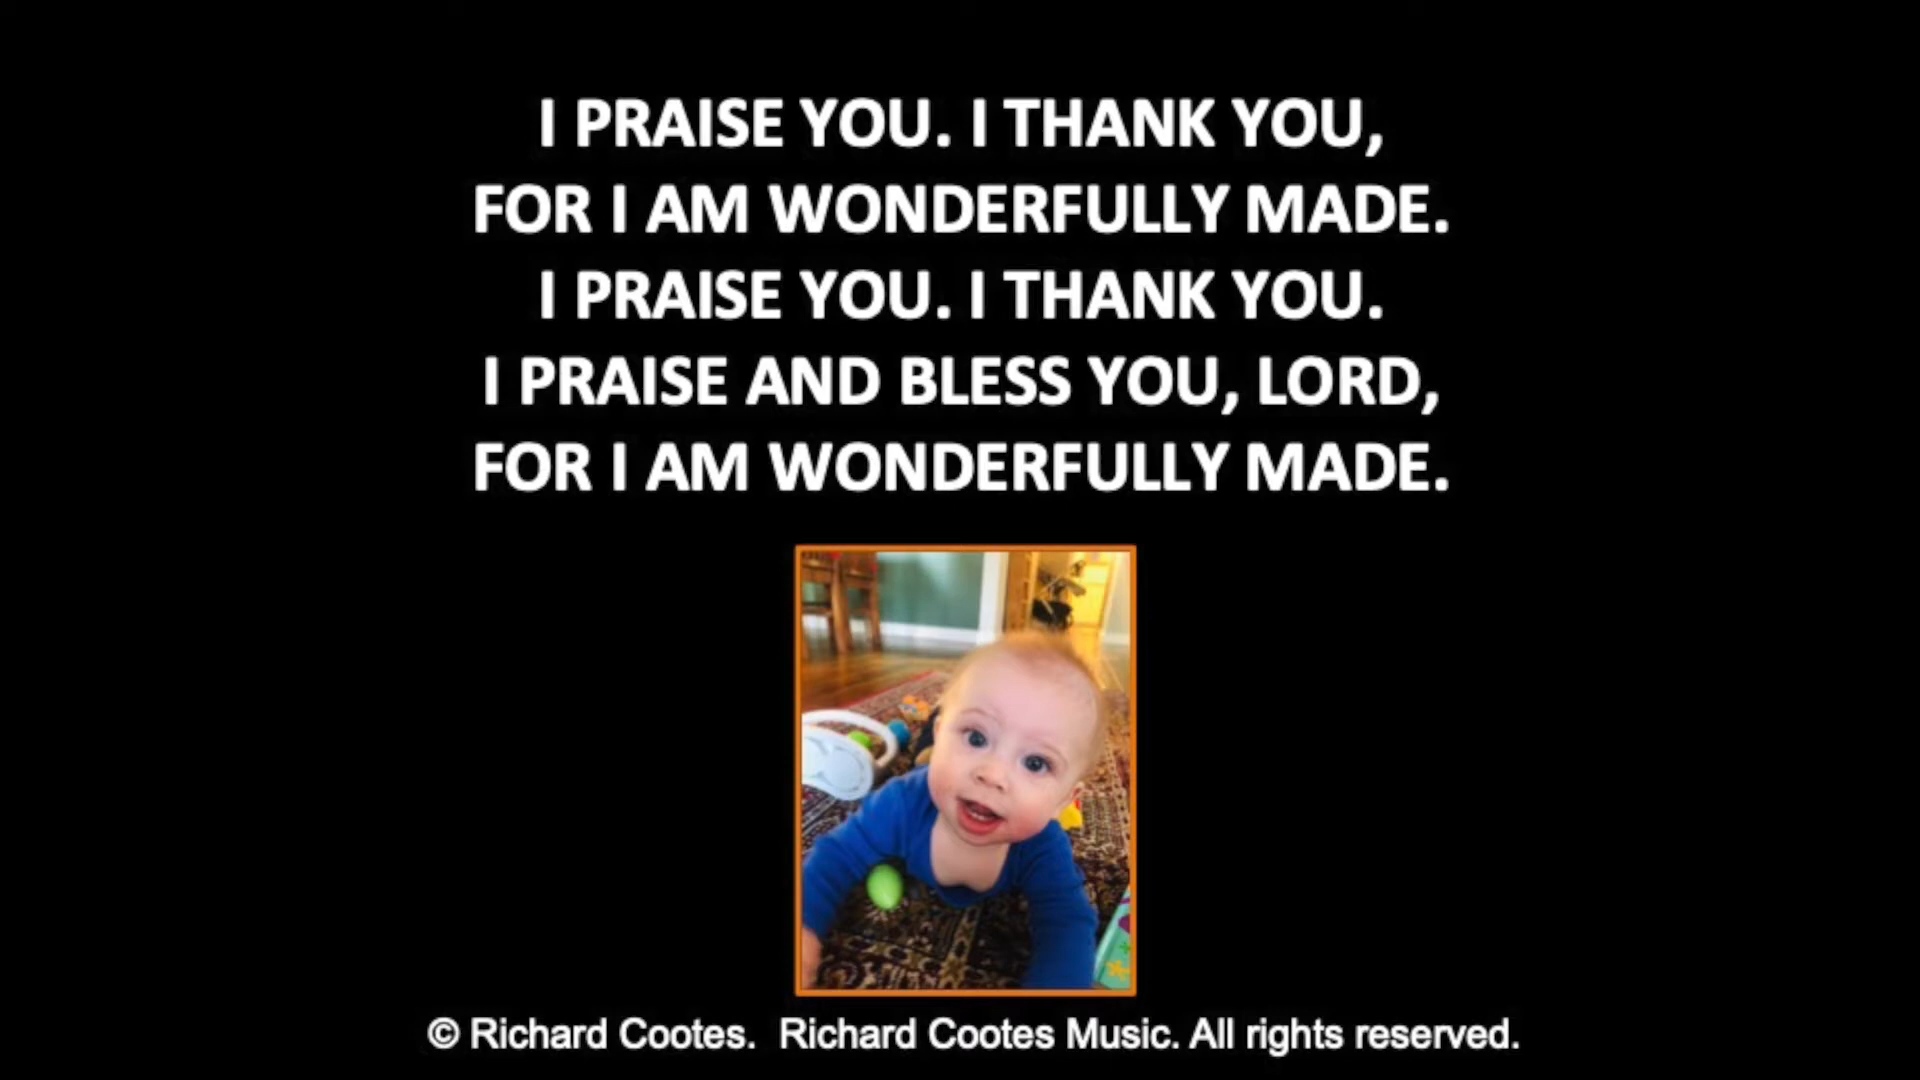 I PRAISE YOU. I THANK YOU,
FOR I AM WONDERFULLY MADE.
I PRAISE YOU. I THANK YOU.
I PRAISE AND BLESS YOU, LORD,
FOR I AM WONDERFULLY MADE.
© Richard Cootes.  Richard Cootes Music. All rights reserved.